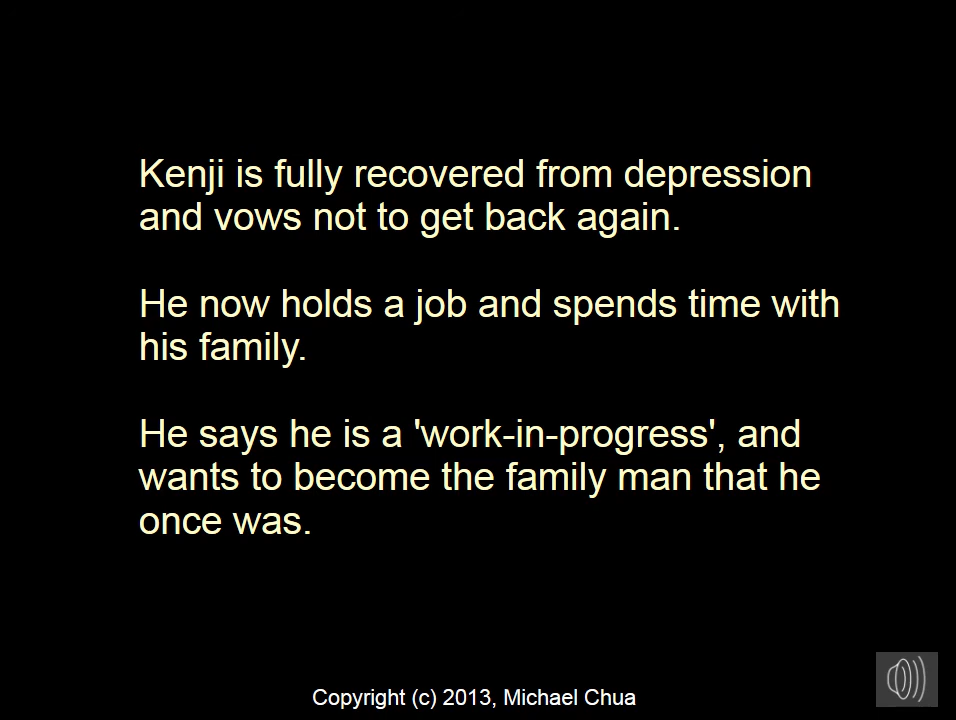 Kenji is fully recovered from depression
and vows not to get back again.
He now holds a job and spends time with
his family.
He says he is a 'work-in-progress', and
wants to become the family man that he
once was.
Copyright (c) 2013, Michael Chua